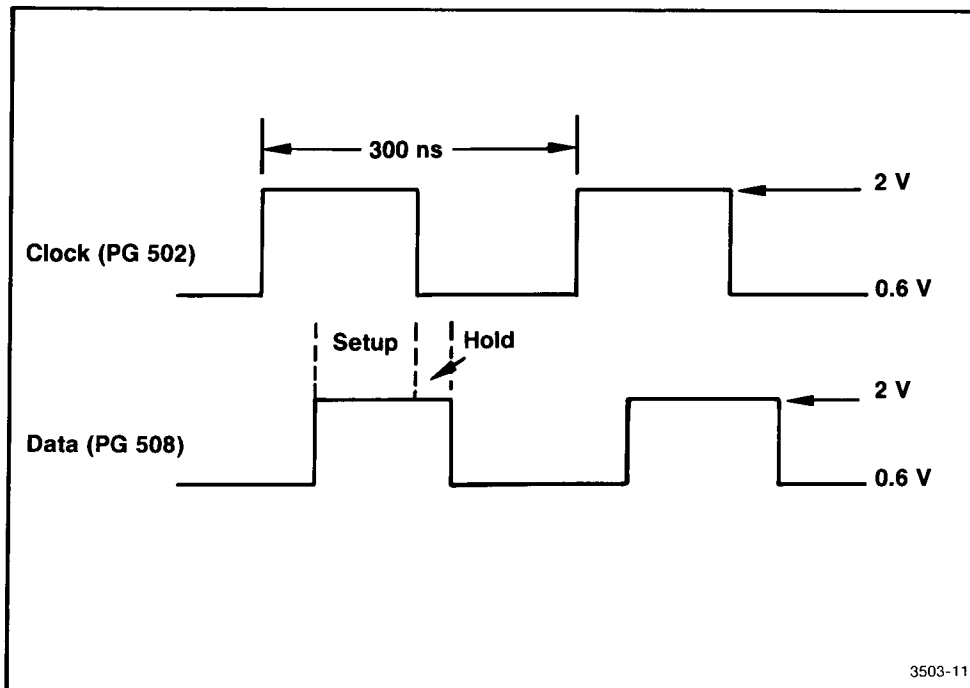 300 ns
2 V
Clock (PG 502)
0.6 V
Setup
Hold
2 V
Data (PG 508)
0.6 V
3503-11